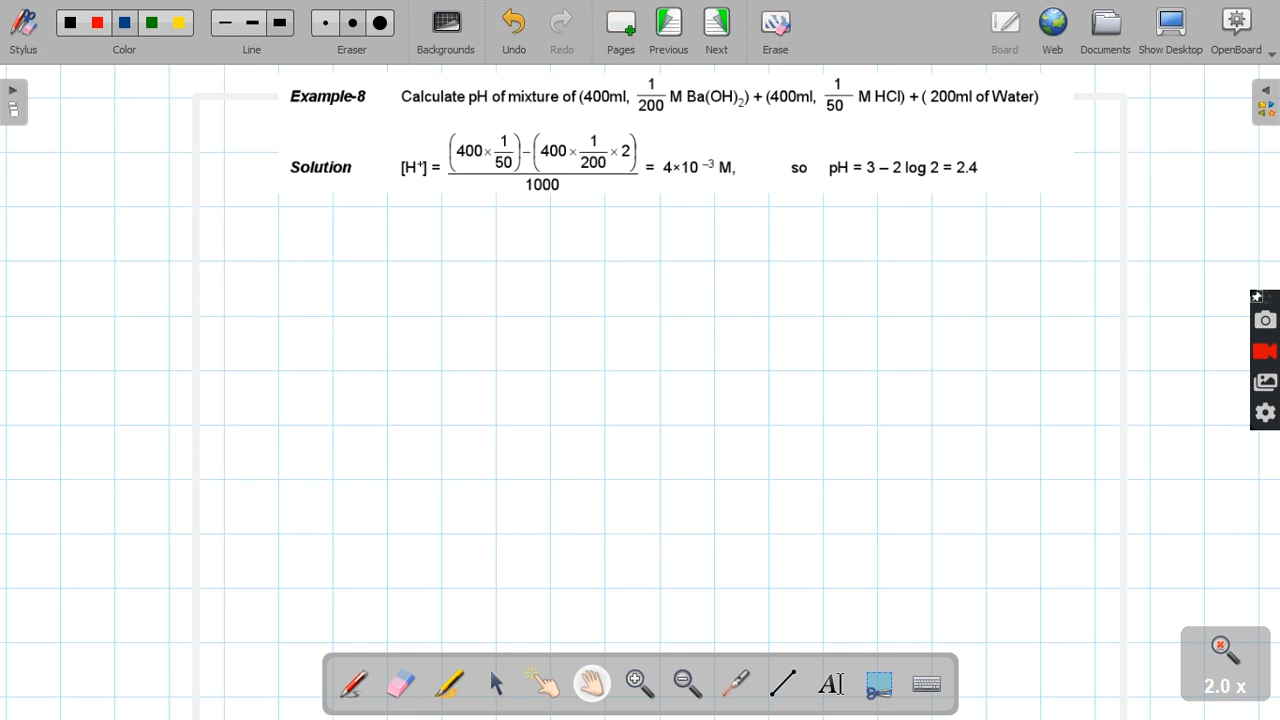 Stylus Color Line Eraser Backgrounds Undo Redo Pages Previous Next Erase Board Web Documents Show Desktop OpenBoard
Example-8 Calculate pH of mixture of (400ml, 1/200 M Ba(OH)₂) + (400ml, 1/50 M HCl) + ( 200ml of Water)
Solution [H⁺] = ((400×1/50) – (400×1/200×2))/1000 = 4×10⁻³ M, so pH = 3 – 2 log 2 = 2.4
AI
2.0 x